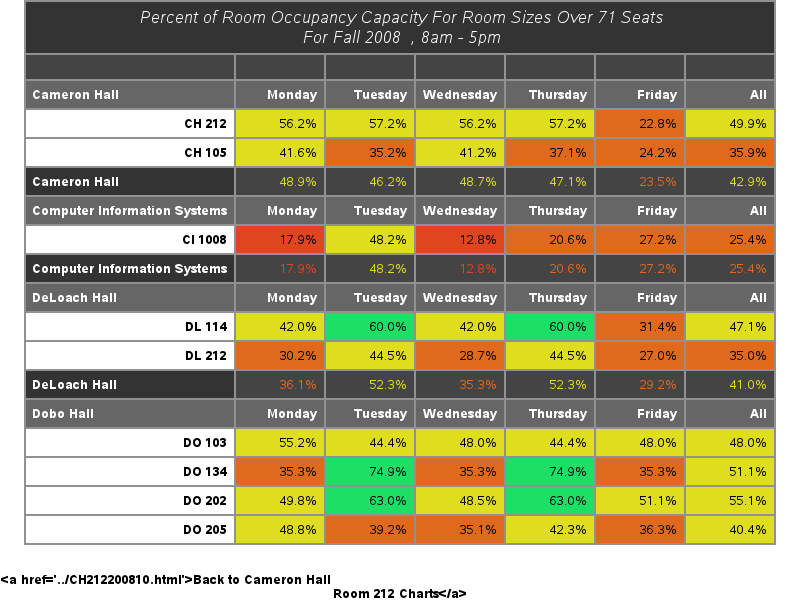 Percent of Room Occupancy Capacity For Room Sizes Over 71 Seats
For Fall 2008 , 8am - 5pm
Cameron Hall Monday Tuesday Wednesday Thursday Friday All
CH 212 56.2% 57.2% 56.2% 57.2% 22.8% 49.9%
CH 105 41.6% 35.2% 41.2% 37.1% 24.2% 35.9%
Cameron Hall 48.9% 46.2% 48.7% 47.1% 23.5% 42.9%
Computer Information Systems Monday Tuesday Wednesday Thursday Friday All
CI 1008 17.9% 48.2% 12.8% 20.6% 27.2% 25.4%
Computer Information Systems 17.9% 48.2% 12.8% 20.6% 27.2% 25.4%
DeLoach Hall Monday Tuesday Wednesday Thursday Friday All
DL 114 42.0% 60.0% 42.0% 60.0% 31.4% 47.1%
DL 212 30.2% 44.5% 28.7% 44.5% 27.0% 35.0%
DeLoach Hall 36.1% 52.3% 35.3% 52.3% 29.2% 41.0%
Dobo Hall Monday Tuesday Wednesday Thursday Friday All
DO 103 55.2% 44.4% 48.0% 44.4% 48.0% 48.0%
DO 134 35.3% 74.9% 35.3% 74.9% 35.3% 51.1%
DO 202 49.8% 63.0% 48.5% 63.0% 51.1% 55.1%
DO 205 48.8% 39.2% 35.1% 42.3% 36.3% 40.4%
<a href='../CH212200810.html'>Back to Cameron Hall
Room 212 Charts</a>